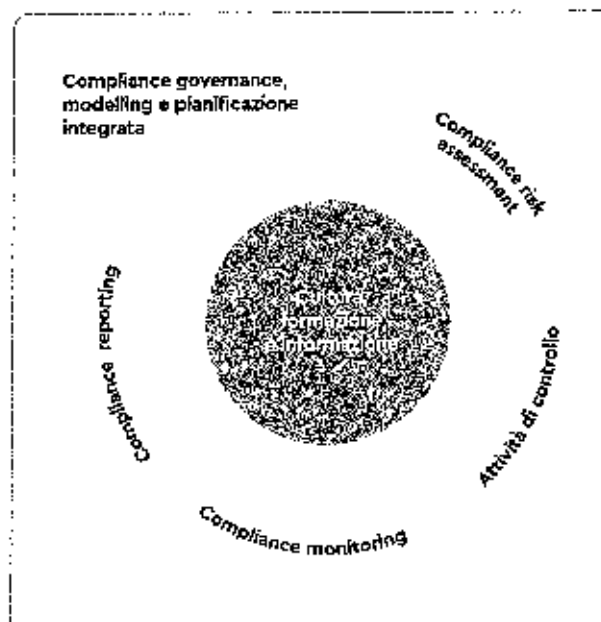 Compliance governance,
modelling e pianificazione
integrata
Compliance risk
assessment
Cultura
formazione
e informazione
Attività di controllo
Compliance monitoring
Compliance reporting